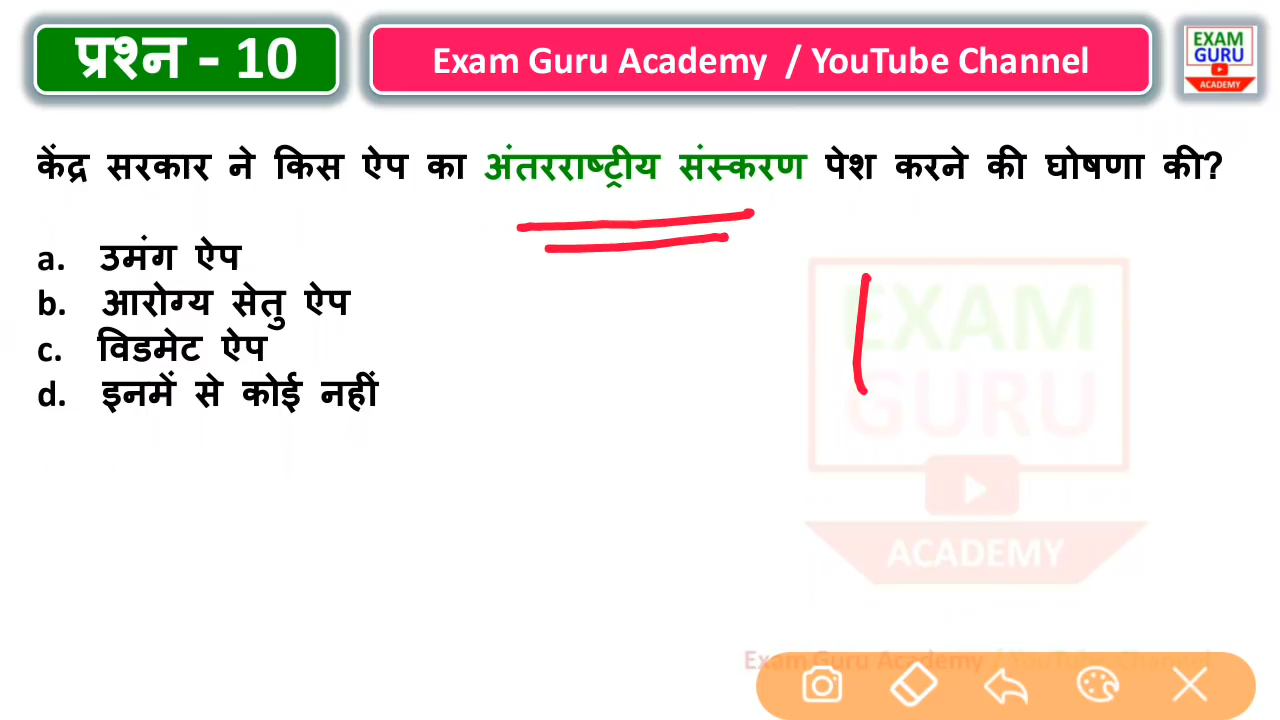 प्रश्न - 10
Exam Guru Academy / YouTube Channel
EXAM
GURU
ACADEMY
केंद्र सरकार ने किस ऐप का अंतरराष्ट्रीय संस्करण पेश करने की घोषणा की?
a. उमंग ऐप
b. आरोग्य सेतु ऐप
c. विडमेट ऐप
d. इनमें से कोई नहीं
EXAM
GURU
ACADEMY
Exam Guru Academy / YouTube Channel